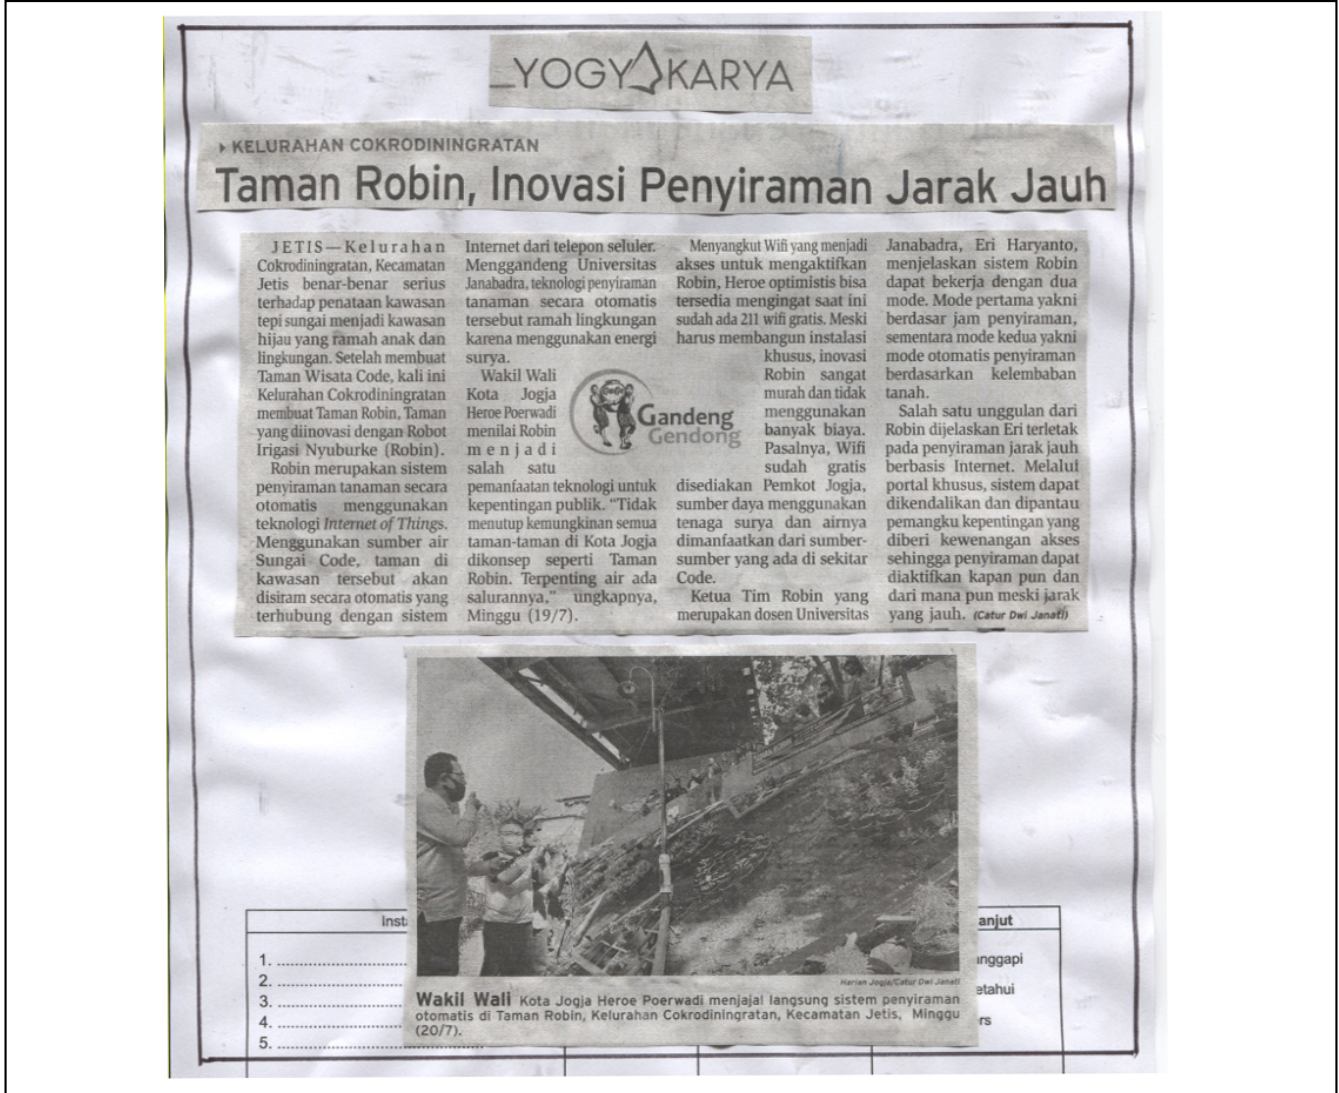 YOGYAKARYA
KELURAHAN COKRODININGRATAN
Taman Robin, Inovasi Penyiraman Jarak Jauh
JETIS—Kelurahan
Cokrodiningratan, Kecamatan
Jetis benar-benar serius
terhadap penataan kawasan
tepi sungai menjadi kawasan
hijau yang ramah anak dan
lingkungan. Setelah membuat
Taman Wisata Code, kali ini
Kelurahan Cokrodiningratan
membuat Taman Robin, Taman
yang diinovasi dengan Robot
Irigasi Nyuburke (Robin).
Robin merupakan sistem
penyiraman tanaman secara
otomatis menggunakan
teknologi Internet of Things.
Menggunakan sumber air
Sungai Code, taman di
kawasan tersebut akan
disiram secara otomatis yang
terhubung dengan sistem
Internet dari telepon seluler.
Menggandeng Universitas
Janabadra, teknologi penyiraman
tanaman secara otomatis
tersebut ramah lingkungan
karena menggunakan energi
surya.
Wakil Wali
Kota Jogja
Heroe Poerwadi
menilai Robin
menjadi
salah satu
pemanfaatan teknologi untuk
kepentingan publik. “Tidak
menutup kemungkinan semua
taman-taman di Kota Jogja
dikonsep seperti Taman
Robin. Terpenting air ada
salurannya,” ungkapnya,
Minggu (19/7).
Gandeng
Gendong
Menyangkut Wifi yang menjadi
akses untuk mengaktifkan
Robin, Heroe optimistis bisa
tersedia mengingat saat ini
sudah ada 211 wifi gratis. Meski
harus membangun instalasi
khusus, inovasi
Robin sangat
murah dan tidak
menggunakan
banyak biaya.
Pasalnya, Wifi
sudah gratis
disediakan Pemkot Jogja,
sumber daya menggunakan
tenaga surya dan airnya
dimanfaatkan dari sumber-
sumber yang ada di sekitar
Code.
Ketua Tim Robin yang
merupakan dosen Universitas
Janabadra, Eri Haryanto,
menjelaskan sistem Robin
dapat bekerja dengan dua
mode. Mode pertama yakni
berdasar jam penyiraman,
sementara mode kedua yakni
mode otomatis penyiraman
berdasarkan kelembaban
tanah.
Salah satu unggulan dari
Robin dijelaskan Eri terletak
pada penyiraman jarak jauh
berbasis Internet. Melalui
portal khusus, sistem dapat
dikendalikan dan dipantau
pemangku kepentingan yang
diberi kewenangan akses
sehingga penyiraman dapat
diaktifkan kapan pun dan
dari mana pun meski jarak
yang jauh. (Catur Dwi Janati)
Harian Jogja/Catur Dwi Janati
Wakil Wali Kota Jogja Heroe Poerwadi menjajal langsung sistem penyiraman
otomatis di Taman Robin, Kelurahan Cokrodiningratan, Kecamatan Jetis, Minggu
(20/7).
Inst
1.
2.
3.
4.
5.
anjut
nggapi
etahui
rs